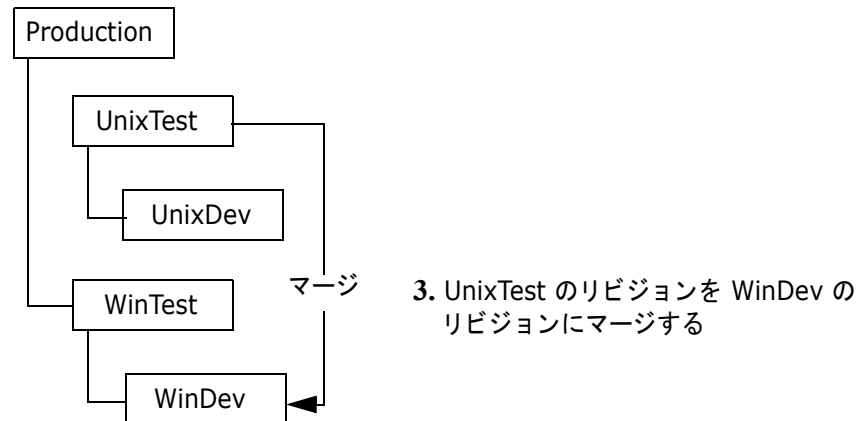 Production
UnixTest
UnixDev
マージ
WinTest
WinDev
3. UnixTest のリビジョンを WinDev の
リビジョンにマージする